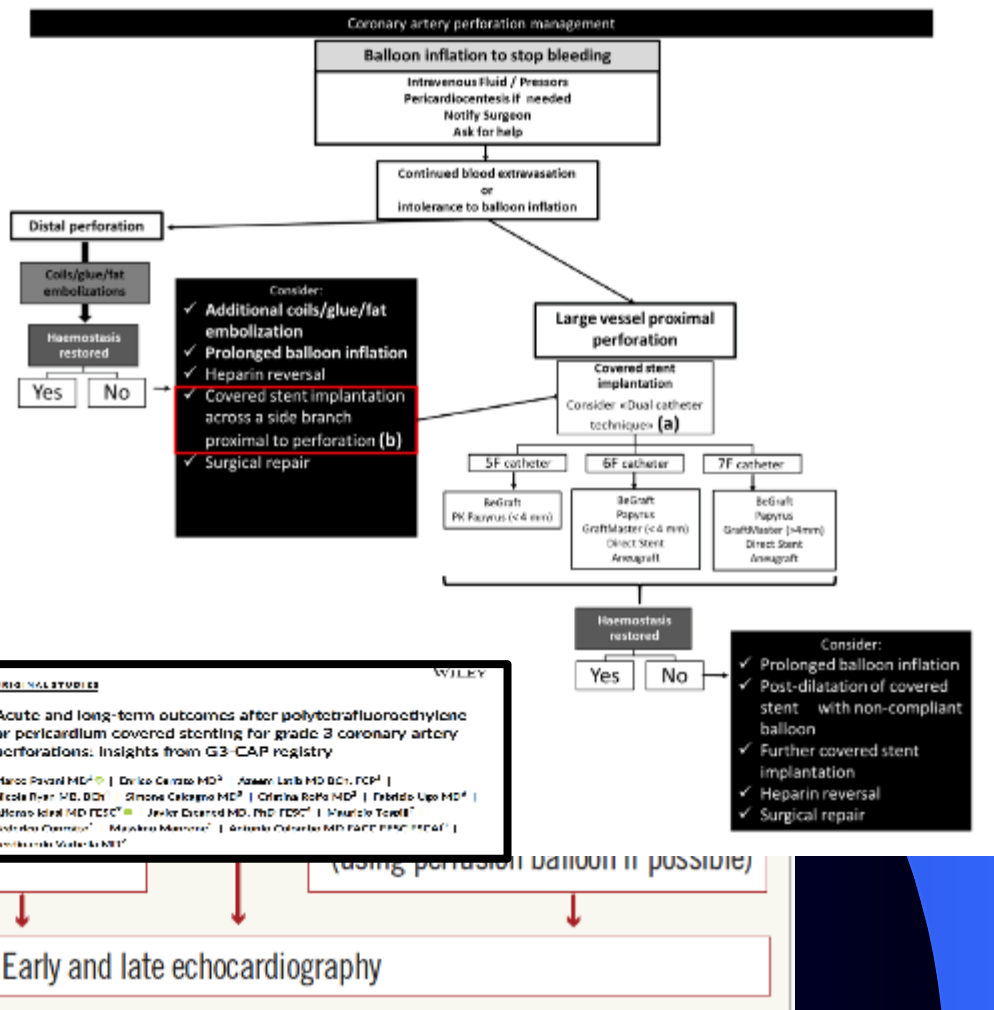 Coronary artery perforation management
Balloon inflation to stop bleeding
Intravenous Fluid / Pressors
Pericardiocentesis if needed
Notify Surgeon
Ask for help
Continued blood extravasation
or
intolerance to balloon inflation
Distal perforation
Coils/glue/fat
embolizations
Haemostasis
restored
Yes
No
Consider:
✓ Additional coils/glue/fat
embolization
✓ Prolonged balloon inflation
✓ Heparin reversal
✓ Covered stent implantation
across a side branch
proximal to perforation (b)
✓ Surgical repair
Large vessel proximal
perforation
Covered stent
implantation
Consider «Dual catheter
technique» (a)
5F catheter
6F catheter
7F catheter
BeGraft
PK Papyrus (<4 mm)
BeGraft
Papyrus
GraftMaster (<4 mm)
Direct Stent
Aneugraft
BeGraft
Papyrus
GraftMaster (>4mm)
Direct Stent
Aneugraft
Haemostasis
restored
Yes
No
Consider:
✓ Prolonged balloon inflation
✓ Post-dilatation of covered
stent with non-compliant
balloon
✓ Further covered stent
implantation
✓ Heparin reversal
✓ Surgical repair
WILEY
STUDIES
Acute and long-term outcomes after polytetrafluoroethylene
or pericardium covered stenting for grade 3 coronary artery
perforations: Insights from G3-CAP registry
(using perfusion balloon if possible)
Early and late echocardiography